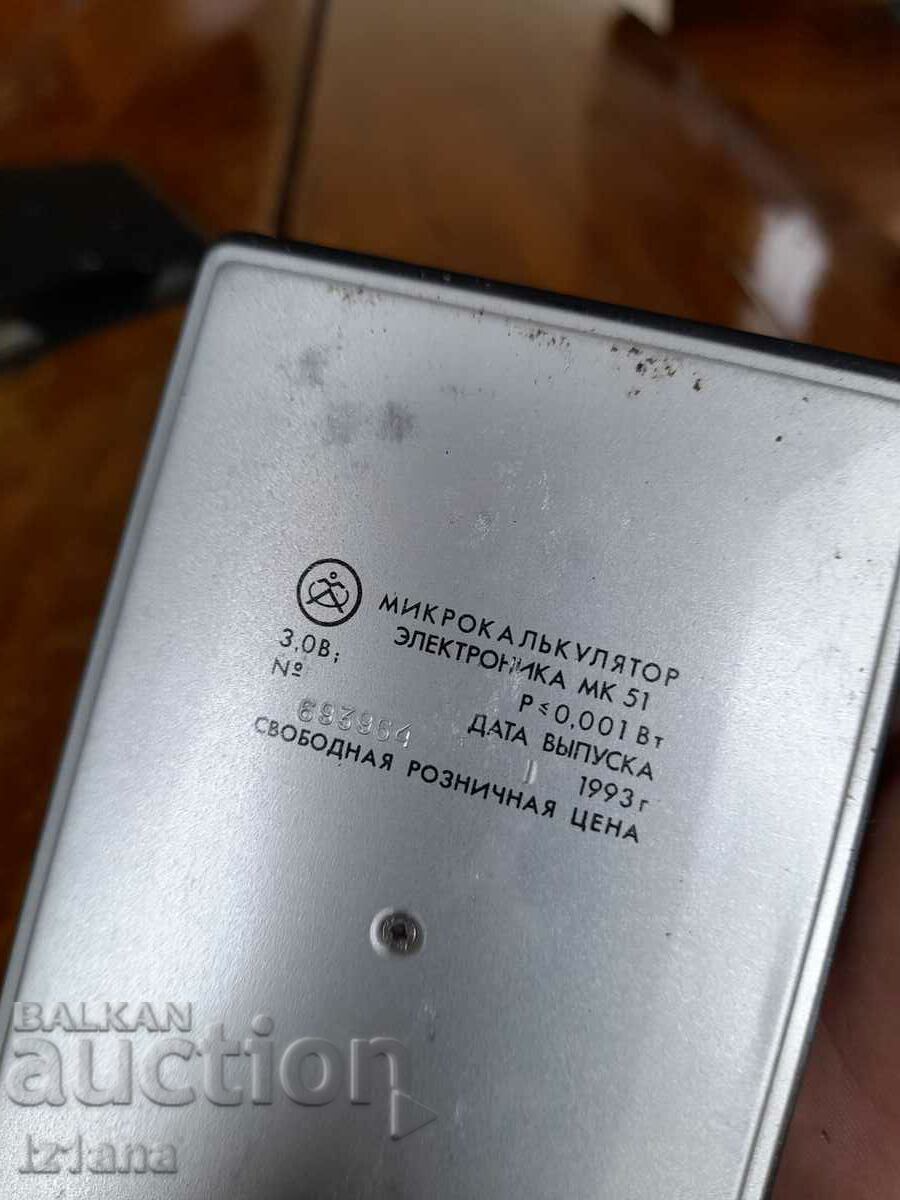 МИКРОКАЛЬКУЛЯТОР
ЭЛЕКТРОНИКА МК 51
3,0В; P ≤ 0,001 Вт
№ ДАТА ВЫПУСКА
693964 1993 г
СВОБОДНАЯ РОЗНИЧНАЯ ЦЕНА
BALKAN
auction
Izlana